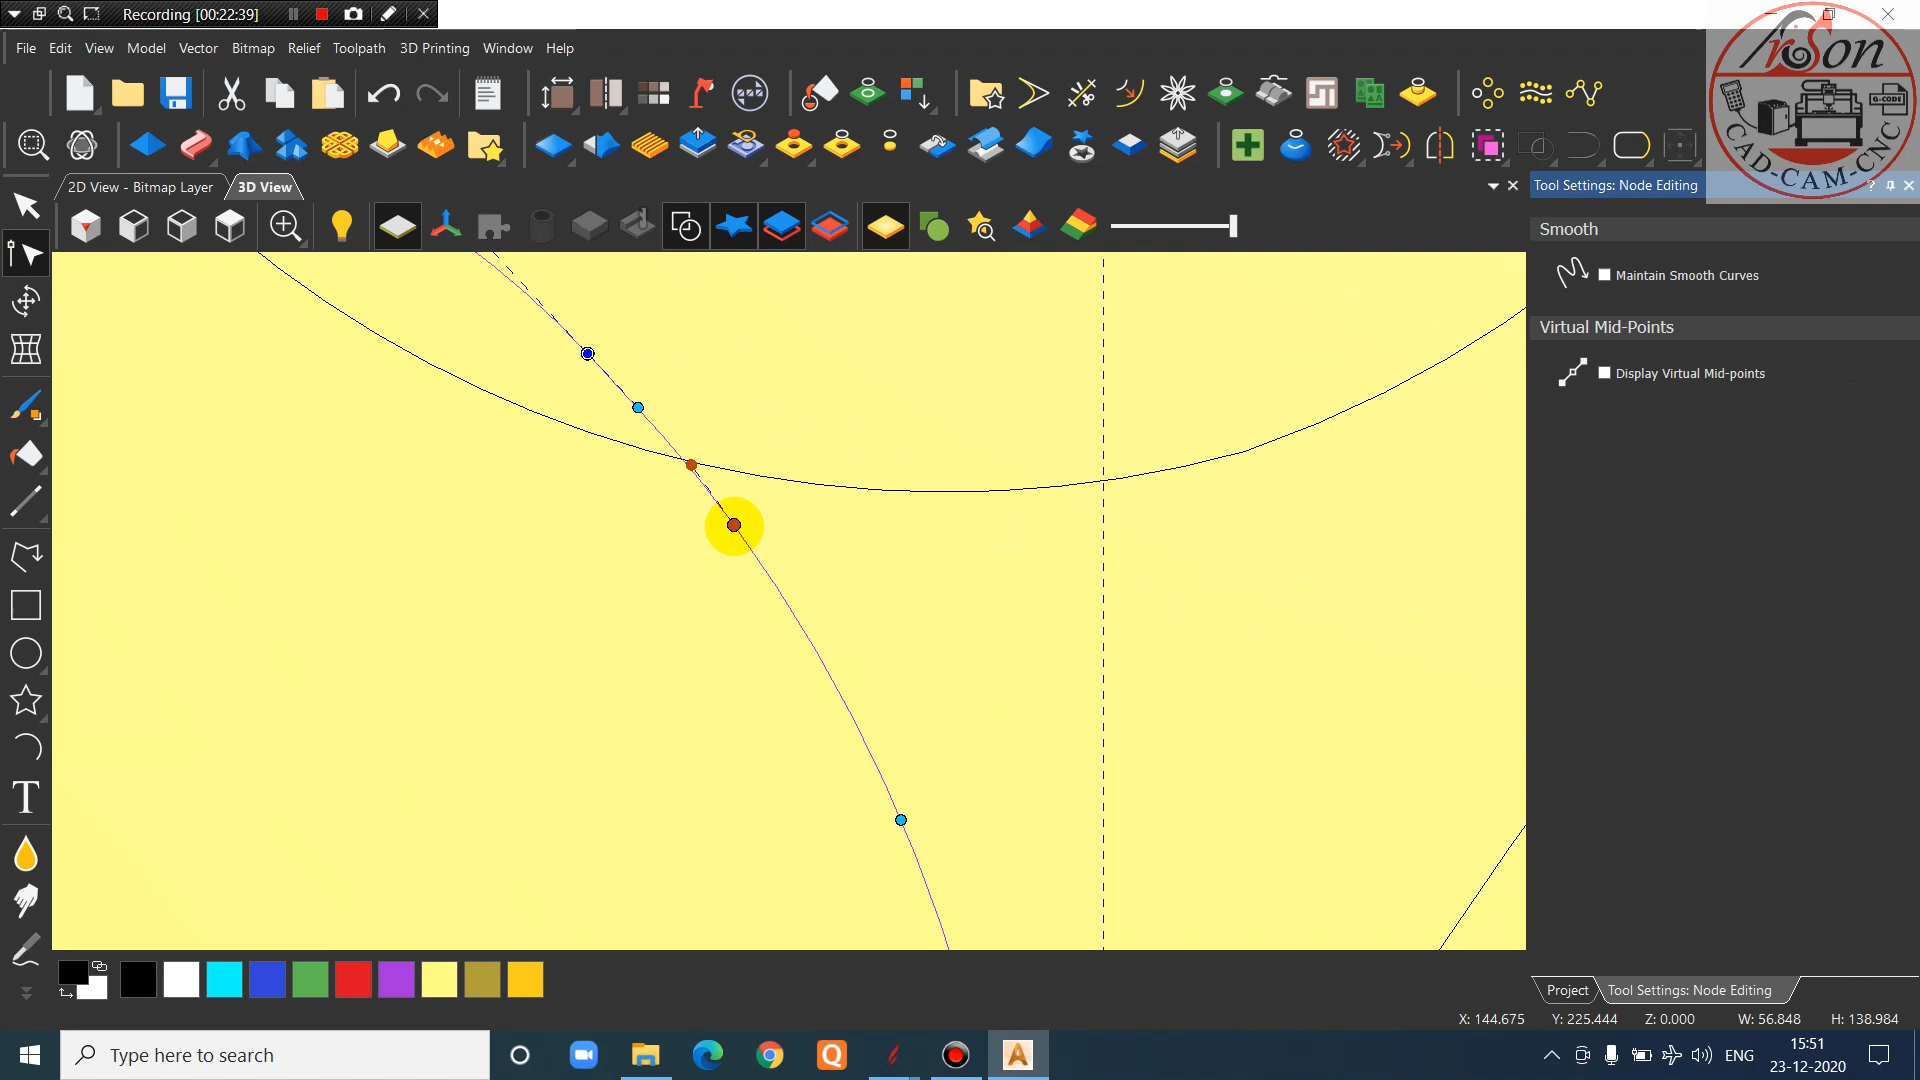 Recording [00:22:39]
File Edit View Model Vector Bitmap Relief Toolpath 3D Printing Window Help
ArSon
G-CODE
CAD-CAM-CNC
2D View - Bitmap Layer
3D View
Tool Settings: Node Editing
Smooth
Maintain Smooth Curves
Virtual Mid-Points
Display Virtual Mid-points
T
Project
Tool Settings: Node Editing
X: 144.675 Y: 225.444 Z: 0.000 W: 56.848 H: 138.984
Type here to search
ENG
15:51
23-12-2020